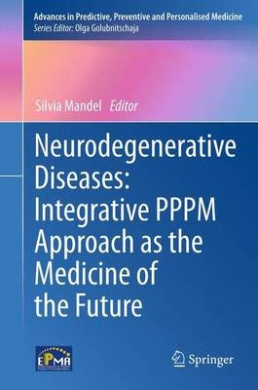 Advances in Predictive, Preventive and Personalised Medicine
Series Editor: Olga Golubnitschaja
Silvia Mandel Editor
Neurodegenerative
Diseases:
Integrative PPPM
Approach as the
Medicine of
the Future
EPMA
Springer